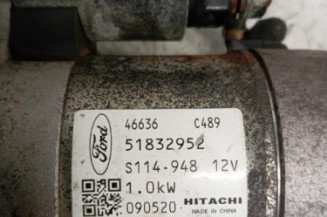 Ford
46636 C489
51832952
S114-948 12V
1.0kW
HITACHI
090520 MADE IN CHINA